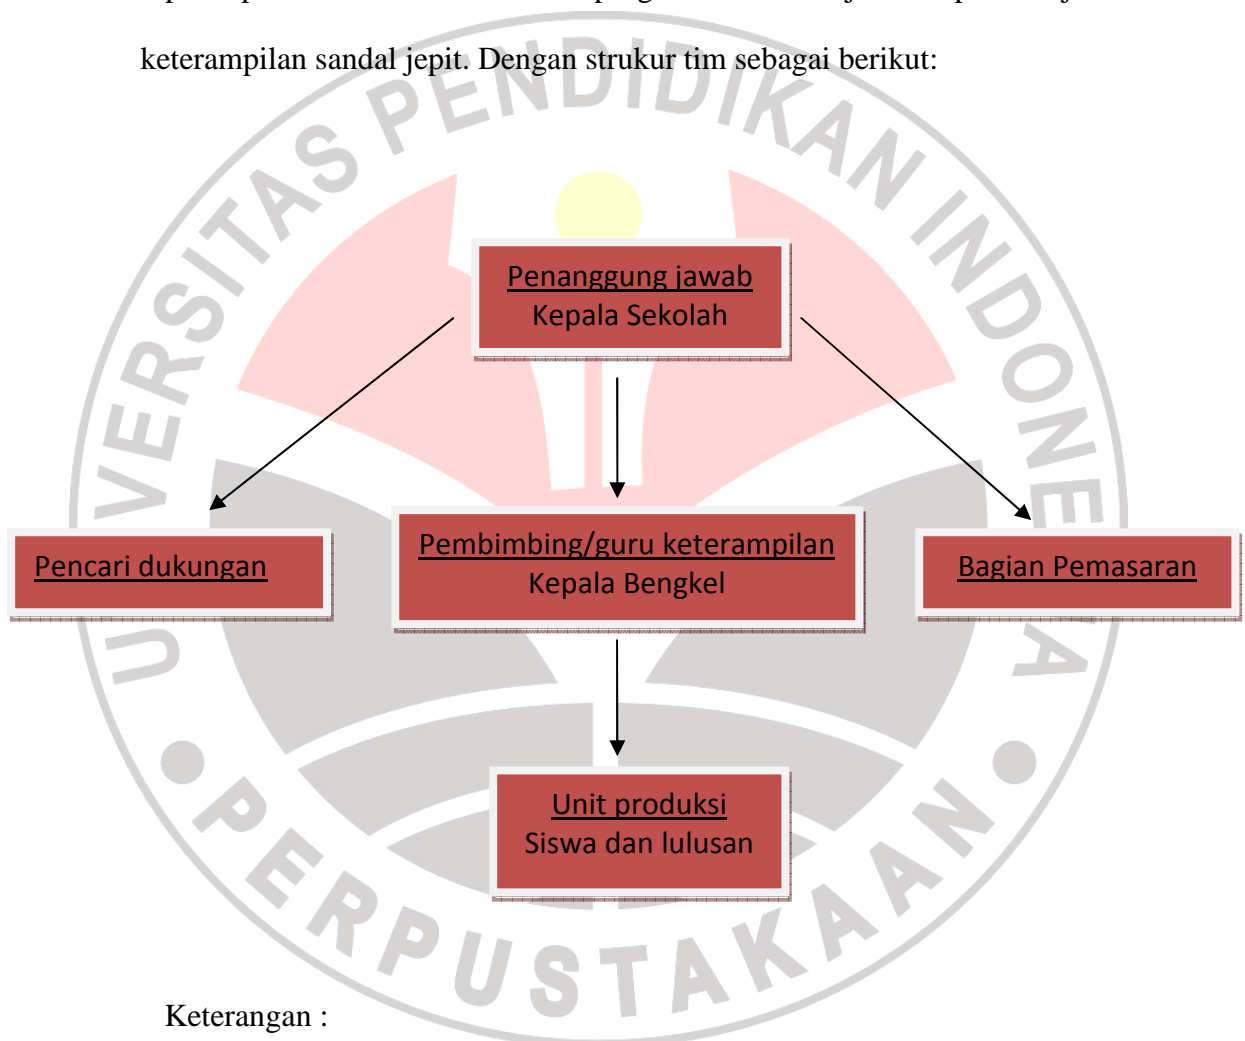 keterampilan sandal jepit. Dengan strukur tim sebagai berikut:
UNIVERSITAS PENDIDIKAN INDONESIA
Penanggung jawab
Kepala Sekolah
Pencari dukungan
Pembimbing/guru keterampilan
Kepala Bengkel
Bagian Pemasaran
Unit produksi
Siswa dan lulusan
PERPUSTAKAAN
Keterangan :